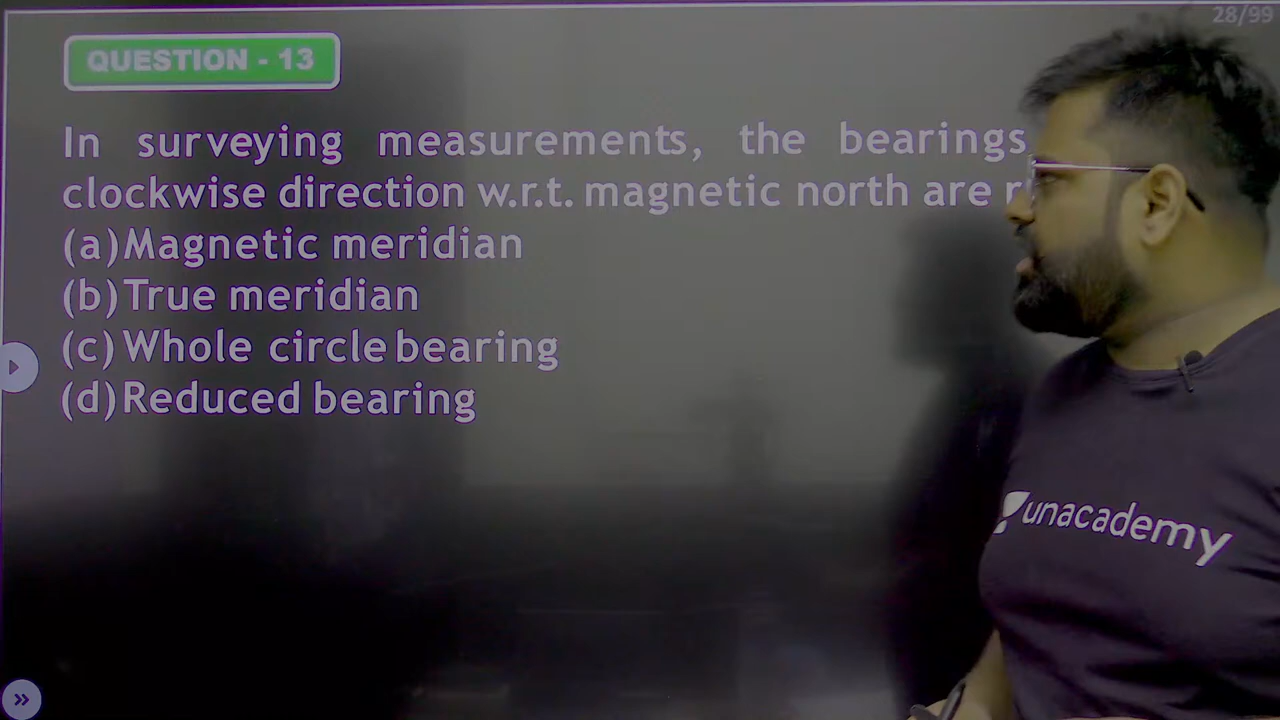 28/99
QUESTION - 13
In surveying measurements, the bearings
clockwise direction w.r.t. magnetic north are
(a) Magnetic meridian
(b) True meridian
(c) Whole circle bearing
(d) Reduced bearing
unacademy